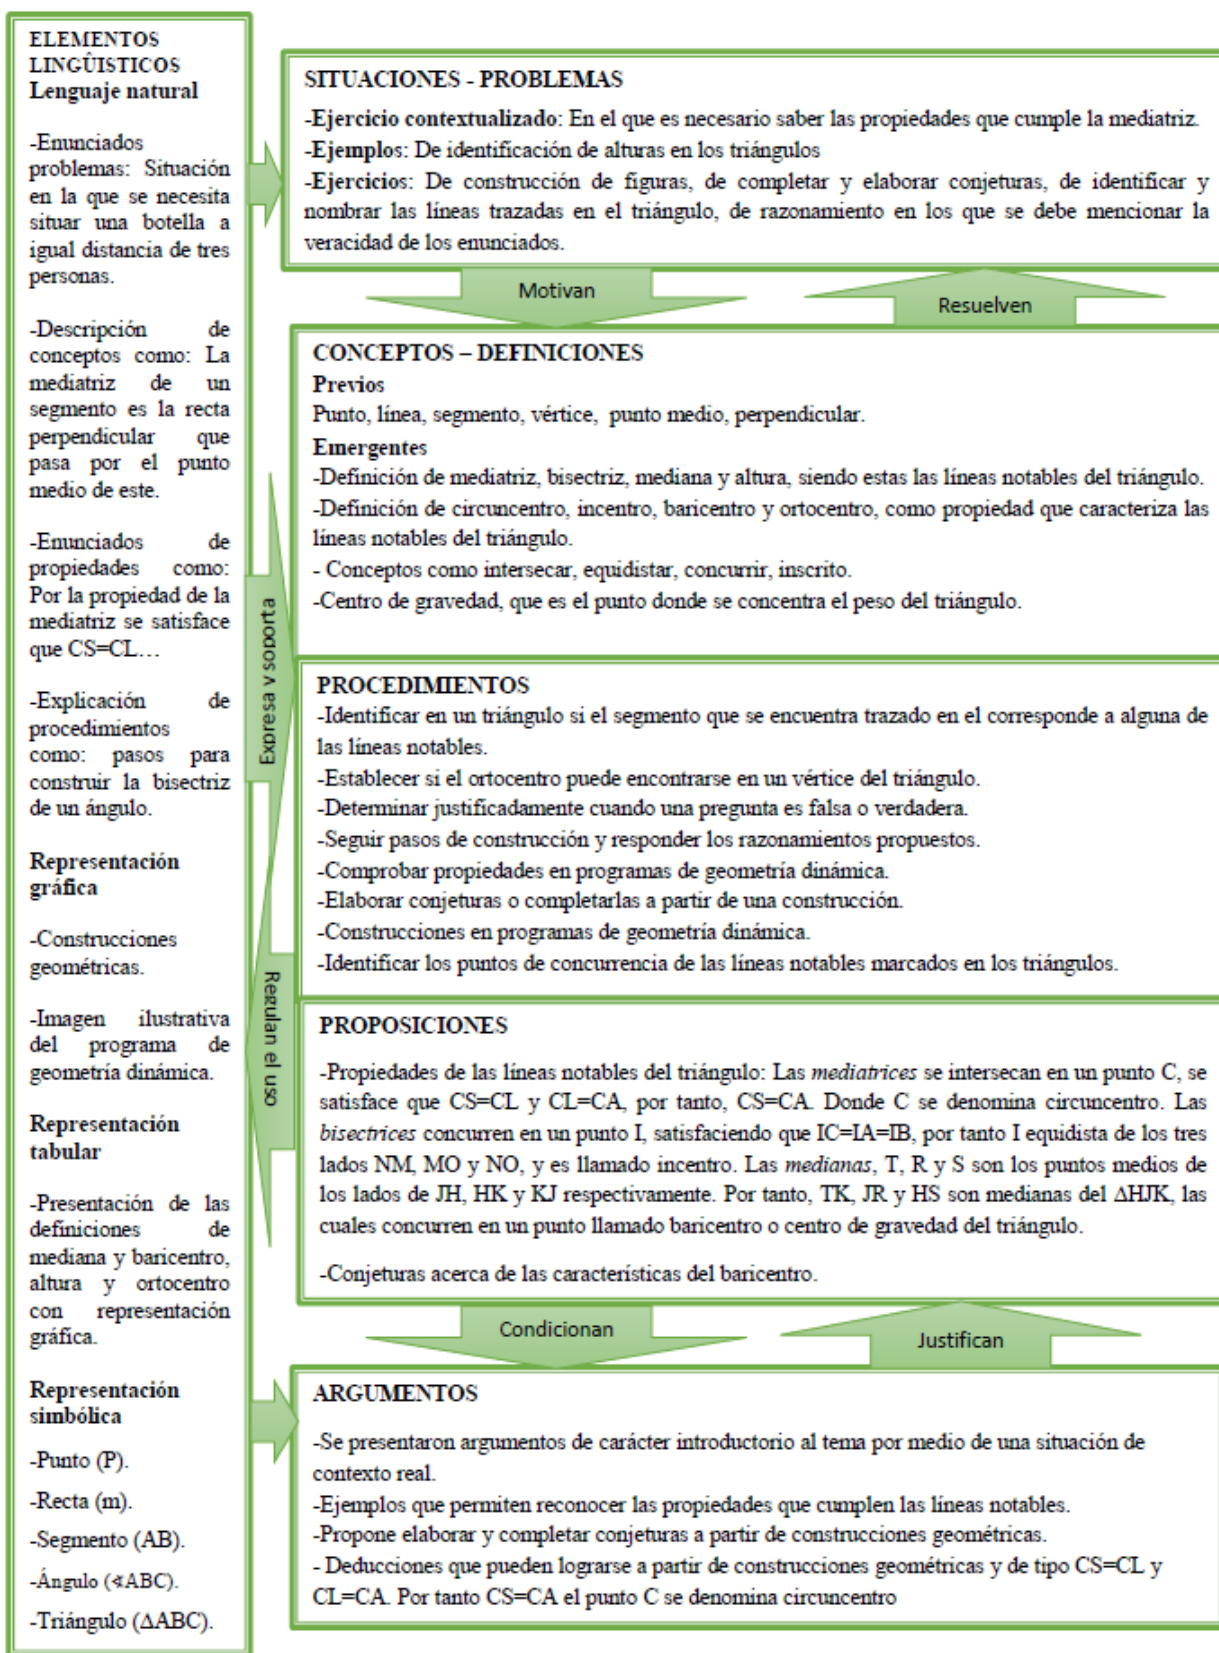 ELEMENTOS
LINGÛISTICOS
Lenguaje natural
-Enunciados
problemas: Situación
en la que se necesita
situar una botella a
igual distancia de tres
personas.
-Descripción de
conceptos como: La
mediatriz de un
segmento es la recta
perpendicular que
pasa por el punto
medio de este.
-Enunciados de
propiedades como:
Por la propiedad de la
mediatriz se satisface
que CS=CL…
-Explicación de
procedimientos
como: pasos para
construir la bisectriz
de un ángulo.
Representación
gráfica
-Construcciones
geométricas.
-Imagen ilustrativa
del programa de
geometría dinámica.
Representación
tabular
-Presentación de las
definiciones de
mediana y baricentro,
altura y ortocentro
con representación
gráfica.
Representación
simbólica
-Punto (P).
-Recta (m).
-Segmento (AB).
-Ángulo (∢ABC).
-Triángulo (ΔABC).
SITUACIONES - PROBLEMAS
-Ejercicio contextualizado: En el que es necesario saber las propiedades que cumple la mediatriz.
-Ejemplos: De identificación de alturas en los triángulos
-Ejercicios: De construcción de figuras, de completar y elaborar conjeturas, de identificar y
nombrar las líneas trazadas en el triángulo, de razonamiento en los que se debe mencionar la
veracidad de los enunciados.
Motivan
Resuelven
CONCEPTOS – DEFINICIONES
Previos
Punto, línea, segmento, vértice, punto medio, perpendicular.
Emergentes
-Definición de mediatriz, bisectriz, mediana y altura, siendo estas las líneas notables del triángulo.
-Definición de circuncentro, incentro, baricentro y ortocentro, como propiedad que caracteriza las
líneas notables del triángulo.
- Conceptos como intersecar, equidistar, concurrir, inscrito.
-Centro de gravedad, que es el punto donde se concentra el peso del triángulo.
Expresa y soporta
Regulan el uso
PROCEDIMIENTOS
-Identificar en un triángulo si el segmento que se encuentra trazado en el corresponde a alguna de
las líneas notables.
-Establecer si el ortocentro puede encontrarse en un vértice del triángulo.
-Determinar justificadamente cuando una pregunta es falsa o verdadera.
-Seguir pasos de construcción y responder los razonamientos propuestos.
-Comprobar propiedades en programas de geometría dinámica.
-Elaborar conjeturas o completarlas a partir de una construcción.
-Construcciones en programas de geometría dinámica.
-Identificar los puntos de concurrencia de las líneas notables marcados en los triángulos.
PROPOSICIONES
-Propiedades de las líneas notables del triángulo: Las mediatrices se intersecan en un punto C, se
satisface que CS=CL y CL=CA, por tanto, CS=CA. Donde C se denomina circuncentro. Las
bisectrices concurren en un punto I, satisfaciendo que IC=IA=IB, por tanto I equidista de los tres
lados NM, MO y NO, y es llamado incentro. Las medianas, T, R y S son los puntos medios de
los lados de JH, HK y KJ respectivamente. Por tanto, TK, JR y HS son medianas del ΔHJK, las
cuales concurren en un punto llamado baricentro o centro de gravedad del triángulo.
-Conjeturas acerca de las características del baricentro.
Condicionan
Justifican
ARGUMENTOS
-Se presentaron argumentos de carácter introductorio al tema por medio de una situación de
contexto real.
-Ejemplos que permiten reconocer las propiedades que cumplen las líneas notables.
-Propone elaborar y completar conjeturas a partir de construcciones geométricas.
- Deducciones que pueden lograrse a partir de construcciones geométricas y de tipo CS=CL y
CL=CA. Por tanto CS=CA el punto C se denomina circuncentro